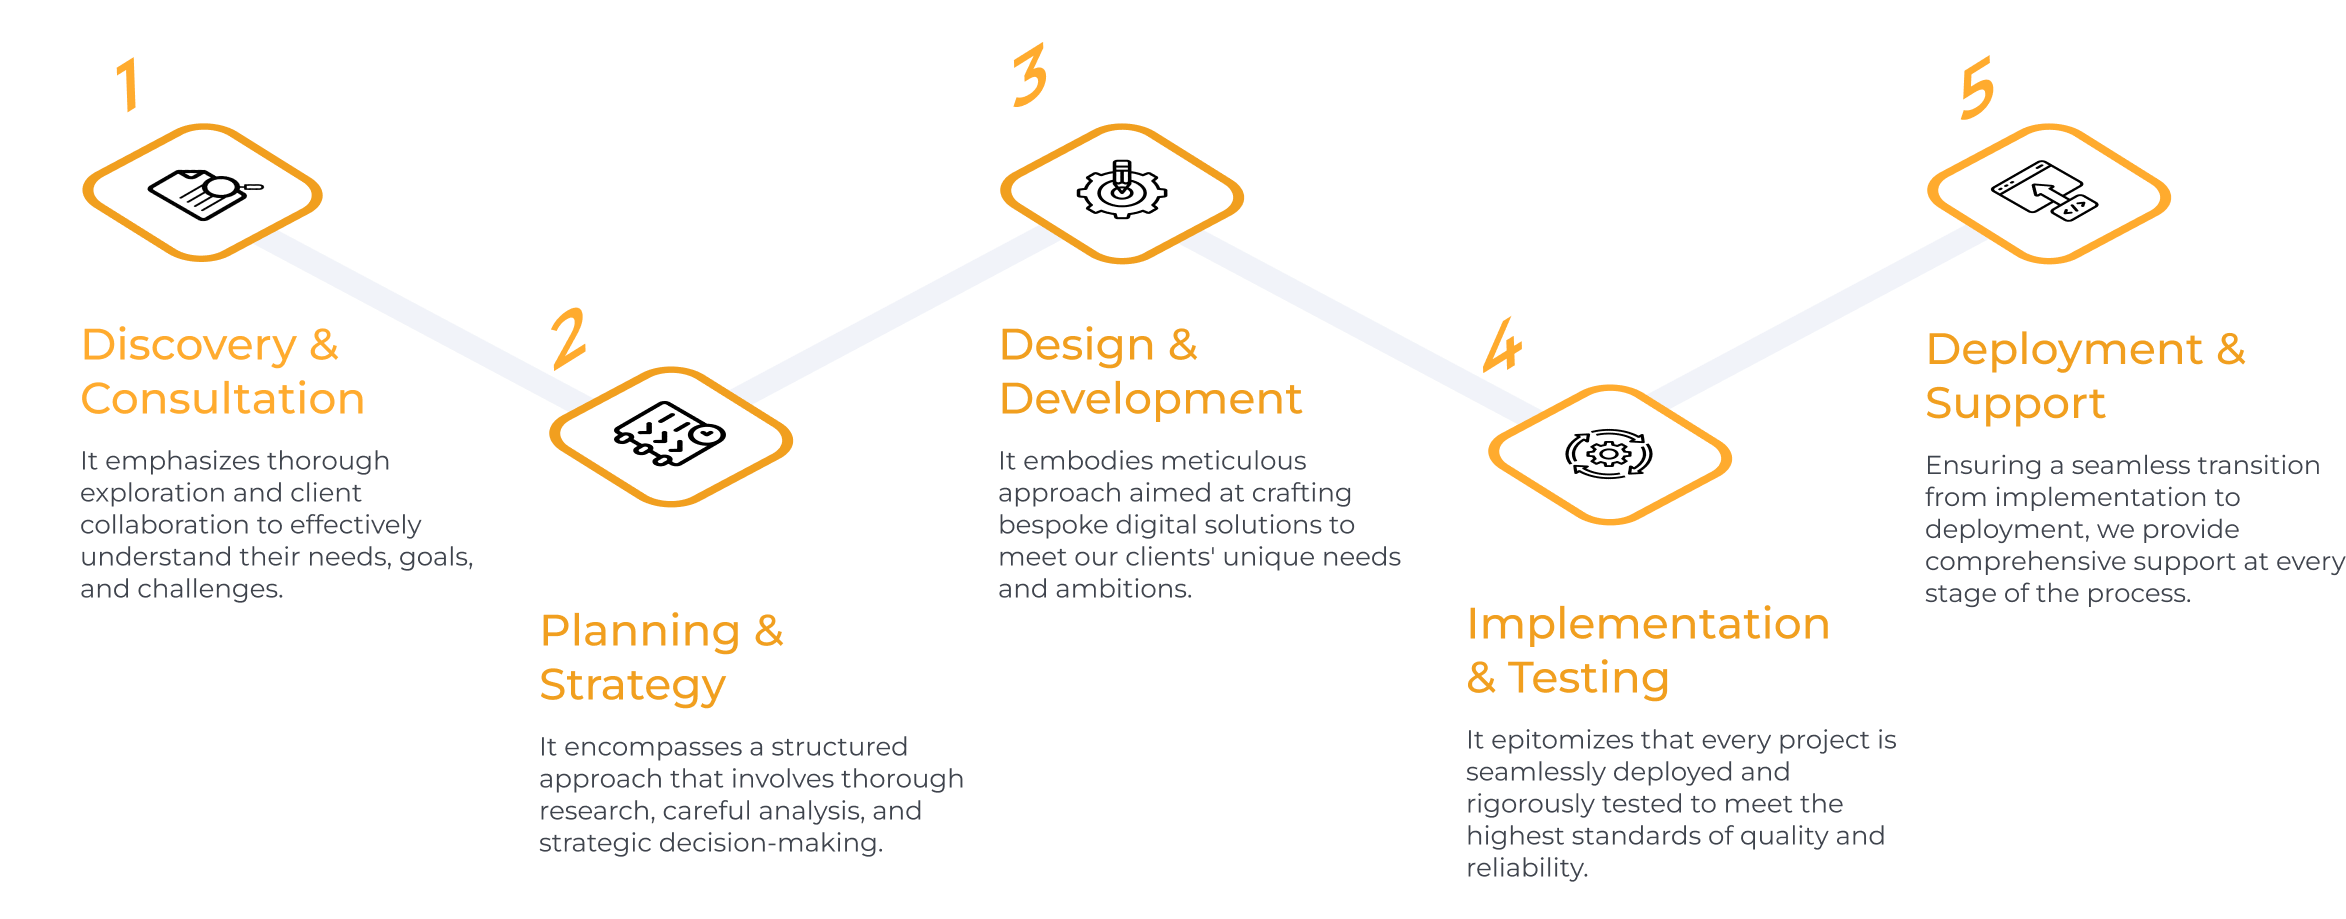 1
Discovery &
Consultation
It emphasizes thorough
exploration and client
collaboration to effectively
understand their needs, goals,
and challenges.
2
Planning &
Strategy
It encompasses a structured
approach that involves thorough
research, careful analysis, and
strategic decision-making.
3
Design &
Development
It embodies meticulous
approach aimed at crafting
bespoke digital solutions to
meet our clients' unique needs
and ambitions.
4
Implementation
& Testing
It epitomizes that every project is
seamlessly deployed and
rigorously tested to meet the
highest standards of quality and
reliability.
5
Deployment &
Support
Ensuring a seamless transition
from implementation to
deployment, we provide
comprehensive support at every
stage of the process.